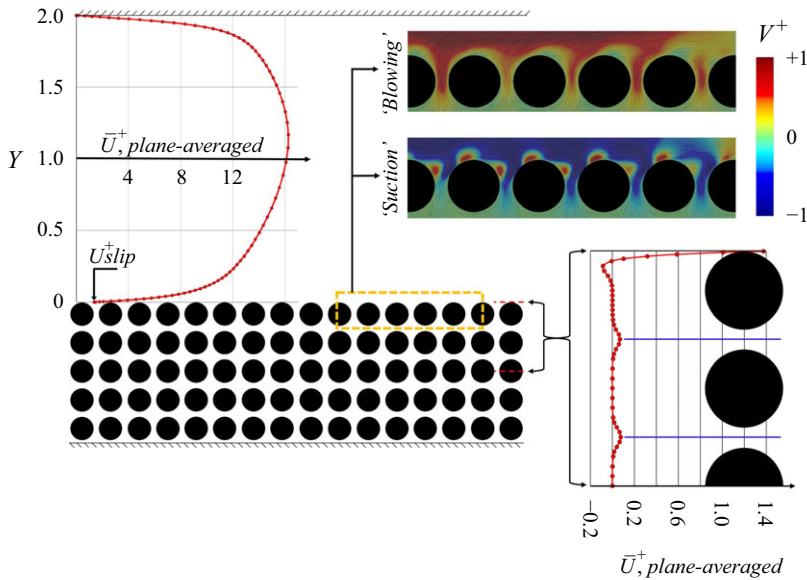 2.0
1.5
Y
1.0
0.5
0
Ū⁺, plane-averaged
4 8 12
U⁺slip
‘Blowing’
‘Suction’
V⁺
+1
0
−1
−0.2 0.2 0.6 1.0 1.4
Ū⁺, plane-averaged